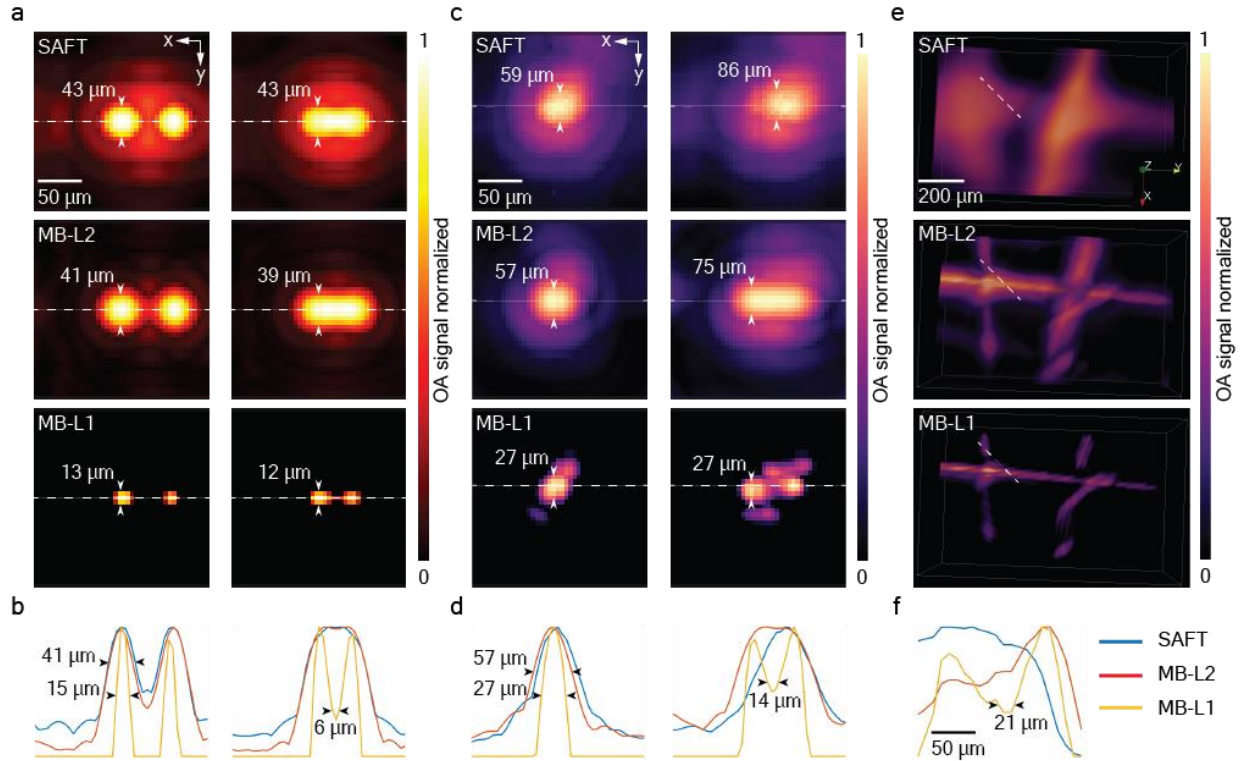 a
SAFT
x
y
43 µm
43 µm
50 µm
MB-L2
41 µm
39 µm
MB-L1
13 µm
12 µm
1
OA signal normalized
0
b
41 µm
15 µm
6 µm
c
SAFT
x
y
59 µm
86 µm
50 µm
MB-L2
57 µm
75 µm
MB-L1
27 µm
27 µm
1
OA signal normalized
0
d
57 µm
27 µm
14 µm
e
SAFT
Z
Y
X
200 µm
MB-L2
MB-L1
1
OA signal normalized
0
f
21 µm
50 µm
SAFT
MB-L2
MB-L1